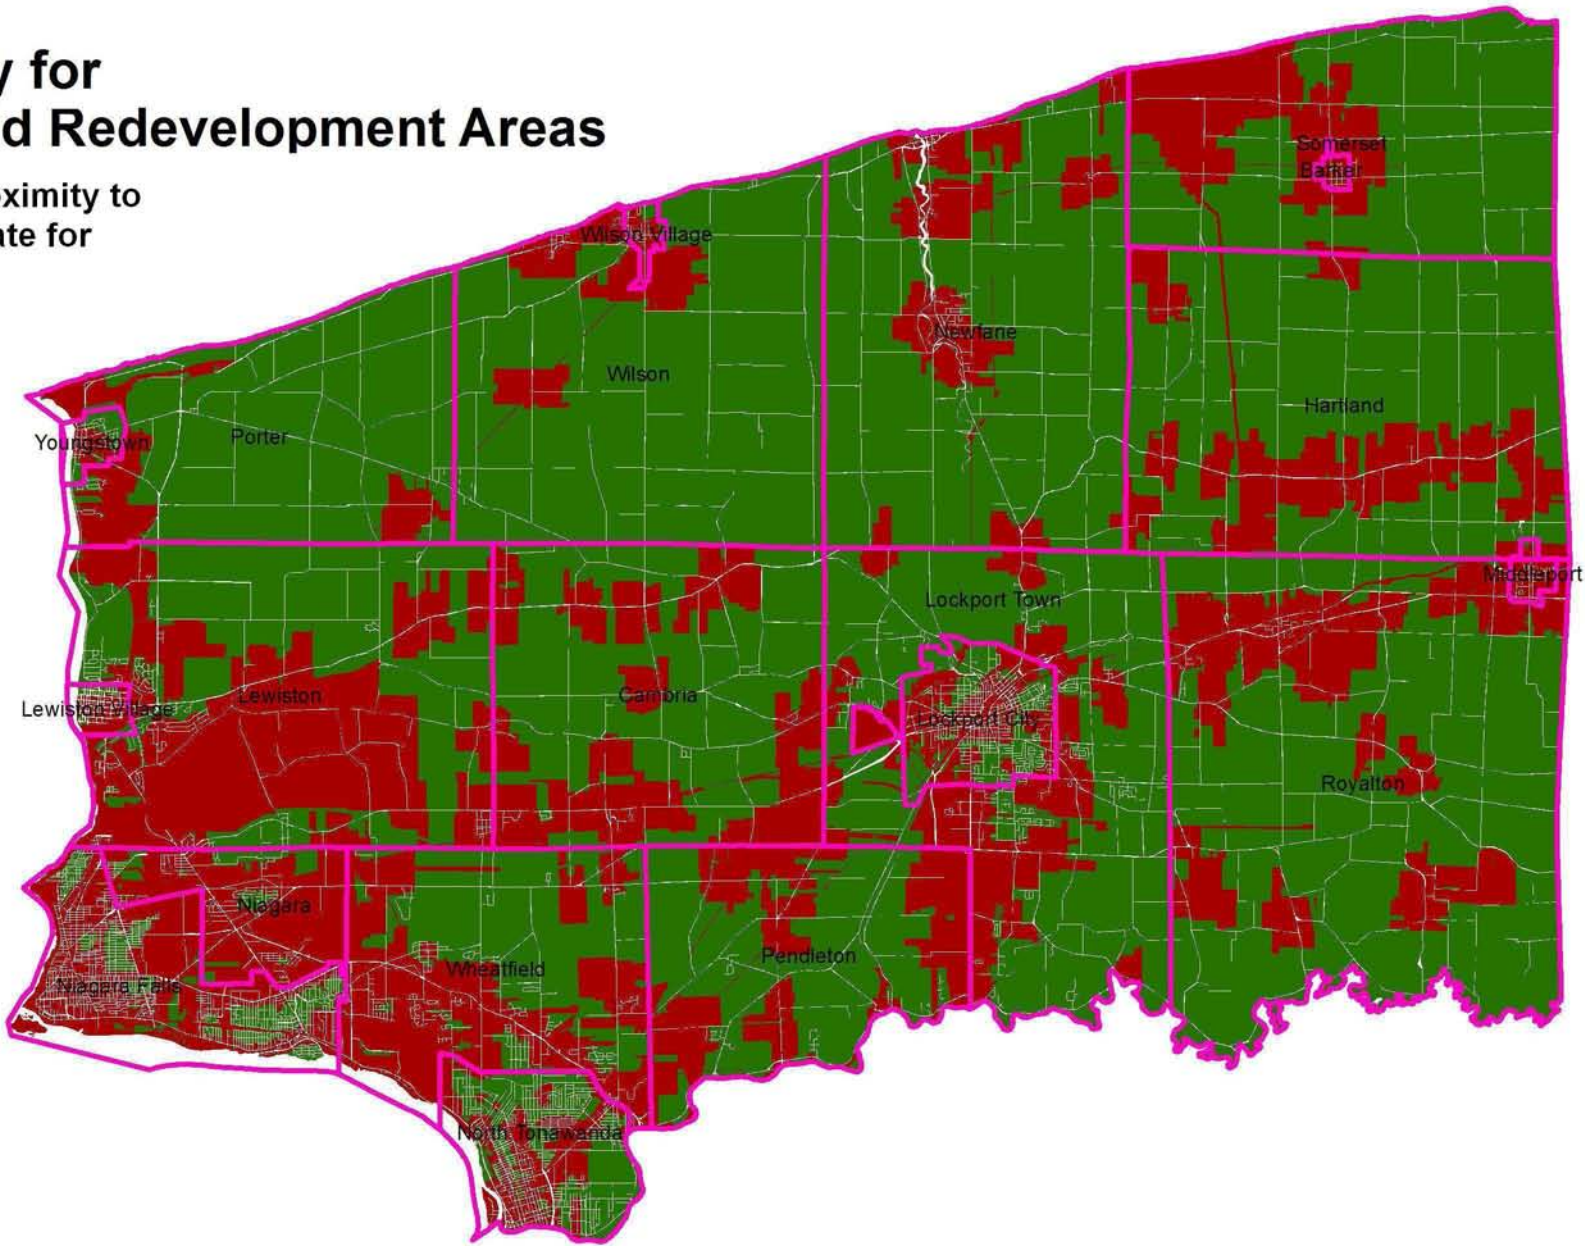 y for
d Redevelopment Areas
oximity to
ate for
Somerset
Barker
Wilson Village
Newfane
Wilson
Hartland
Youngstown
Porter
Middleport
Lockport Town
Lewiston
Cambria
Lewiston Village
Lockport City
Royalton
Niagara
Pendleton
Wheatfield
Niagara Falls
North Tonawanda